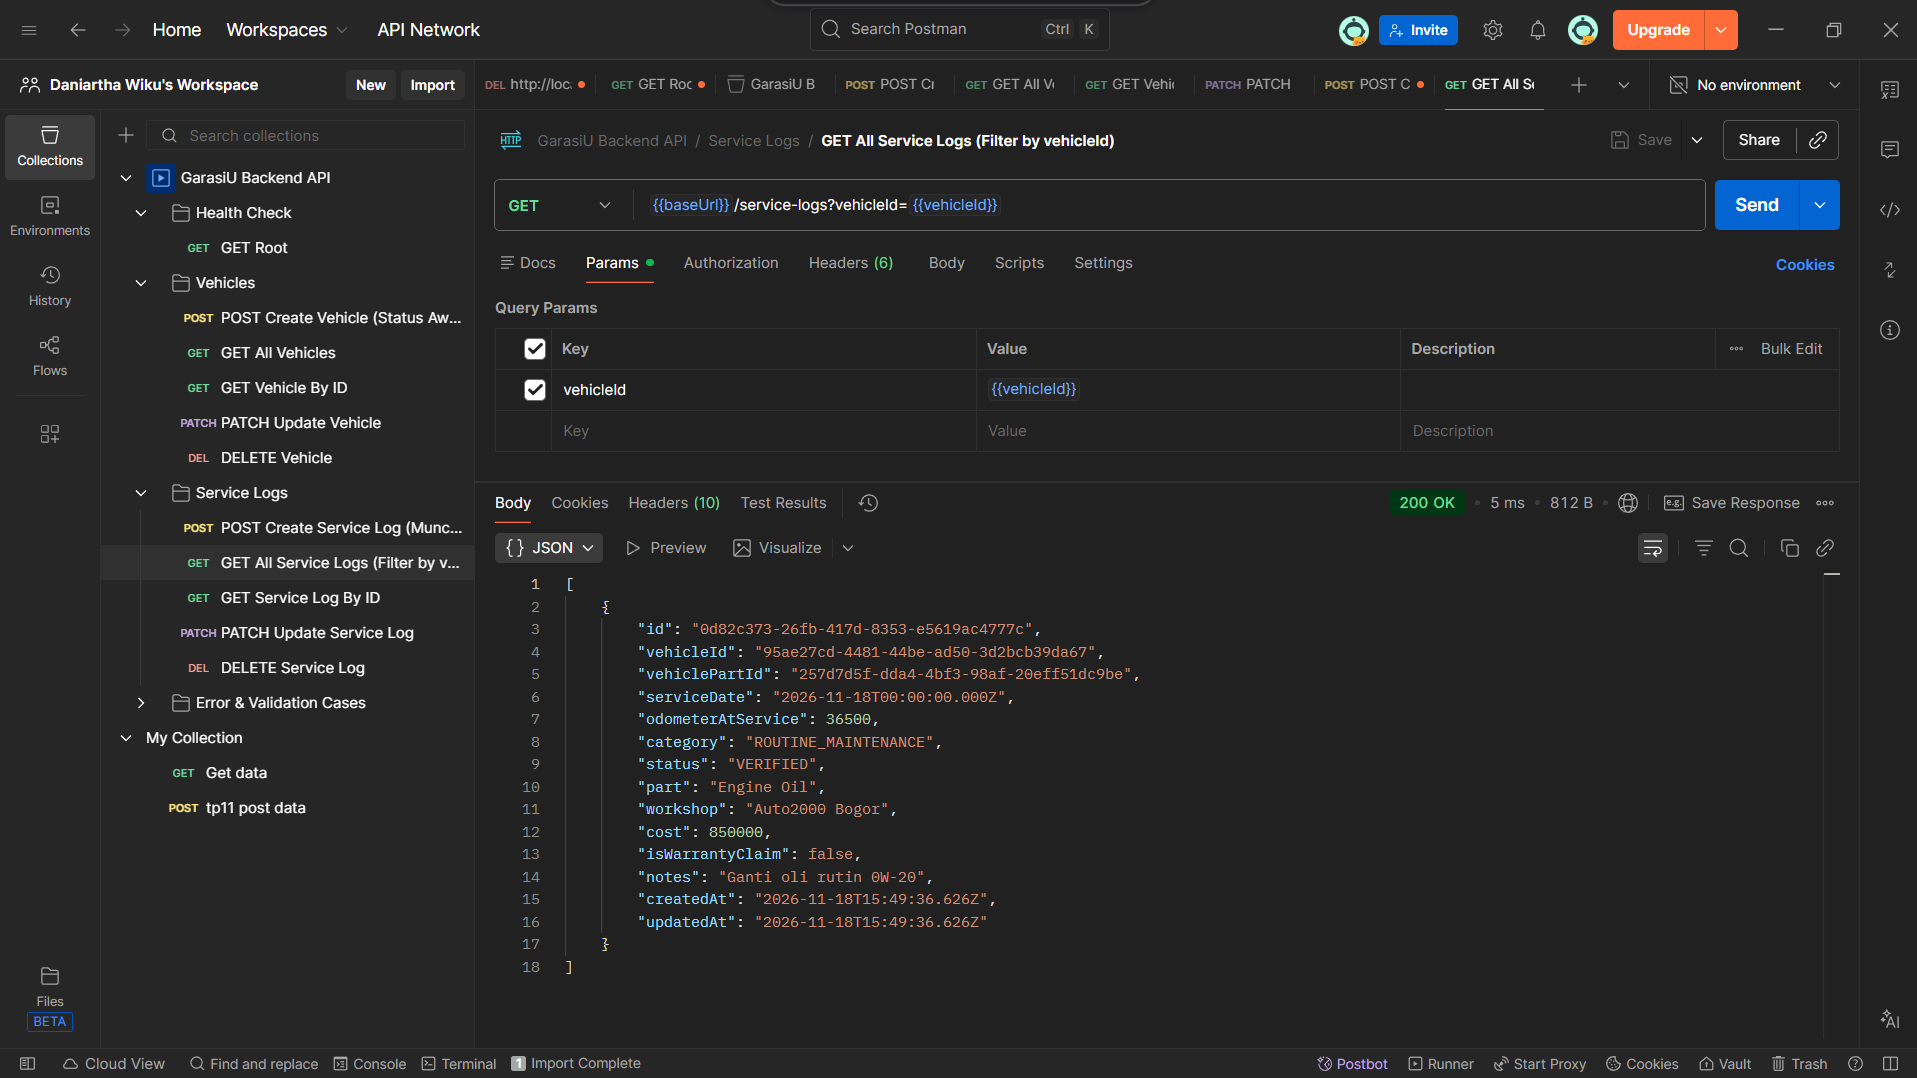 Home
Workspaces
API Network
Search Postman
Ctrl
K
Invite
Upgrade
Daniartha Wiku's Workspace
New
Import
DEL http://loc
GET GET Roo
GarasiU B
POST POST Cr
GET GET All V
GET GET Vehic
PATCH PATCH
POST POST C
GET GET All Se
No environment
Collections
Environments
History
Flows
Files
BETA
Search collections
GarasiU Backend API
Health Check
GET GET Root
Vehicles
POST POST Create Vehicle (Status Aw...
GET GET All Vehicles
GET GET Vehicle By ID
PATCH PATCH Update Vehicle
DEL DELETE Vehicle
Service Logs
POST POST Create Service Log (Munc...
GET GET All Service Logs (Filter by v...
GET GET Service Log By ID
PATCH PATCH Update Service Log
DEL DELETE Service Log
Error & Validation Cases
My Collection
GET Get data
POST tp11 post data
HTTP GarasiU Backend API / Service Logs / GET All Service Logs (Filter by vehicleId)
Save
Share
GET
{{baseUrl}} /service-logs?vehicleId= {{vehicleId}}
Send
Docs
Params
Authorization
Headers (6)
Body
Scripts
Settings
Cookies
Query Params
Key Value Description Bulk Edit
vehicleId {{vehicleId}}
Key Value Description
Body
Cookies
Headers (10)
Test Results
200 OK
5 ms
812 B
e.g. Save Response
{} JSON
Preview
Visualize
1 [
2 {
3 "id": "0d82c373-26fb-417d-8353-e5619ac4777c",
4 "vehicleId": "95ae27cd-4481-44be-ad50-3d2bcb39da67",
5 "vehiclePartId": "257d7d5f-dda4-4bf3-98af-20eff51dc9be",
6 "serviceDate": "2026-11-18T00:00:00.000Z",
7 "odometerAtService": 36500,
8 "category": "ROUTINE_MAINTENANCE",
9 "status": "VERIFIED",
10 "part": "Engine Oil",
11 "workshop": "Auto2000 Bogor",
12 "cost": 850000,
13 "isWarrantyClaim": false,
14 "notes": "Ganti oli rutin 0W-20",
15 "createdAt": "2026-11-18T15:49:36.626Z",
16 "updatedAt": "2026-11-18T15:49:36.626Z"
17 }
18 ]
AI
Cloud View
Find and replace
Console
Terminal
1 Import Complete
Postbot
Runner
Start Proxy
Cookies
Vault
Trash